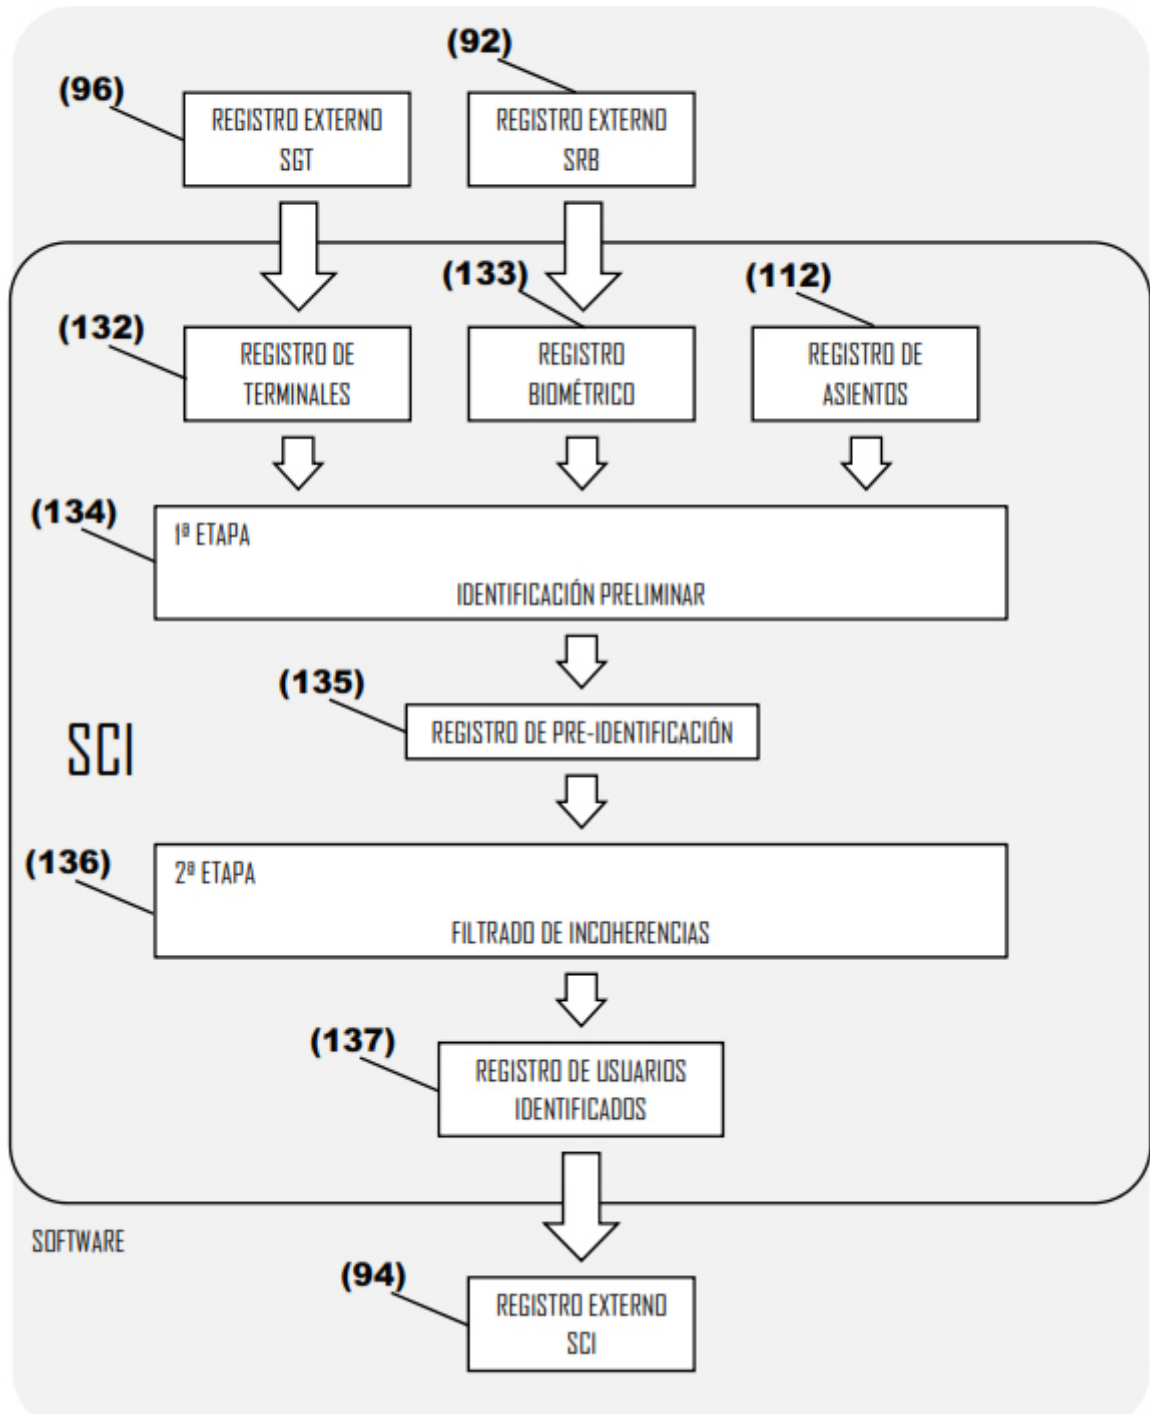 (92)
(96)
REGISTRO EXTERNO
SGT
REGISTRO EXTERNO
SRB
(133)
(112)
(132)
REGISTRO DE
TERMINALES
REGISTRO
BIOMÉTRICO
REGISTRO DE
ASIENTOS
(134)
1ª ETAPA
IDENTIFICACIÓN PRELIMINAR
(135)
REGISTRO DE PRE-IDENTIFICACIÓN
SCI
(136)
2ª ETAPA
FILTRADO DE INCOHERENCIAS
(137)
REGISTRO DE USUARIOS
IDENTIFICADOS
SOFTWARE
(94)
REGISTRO EXTERNO
SCI